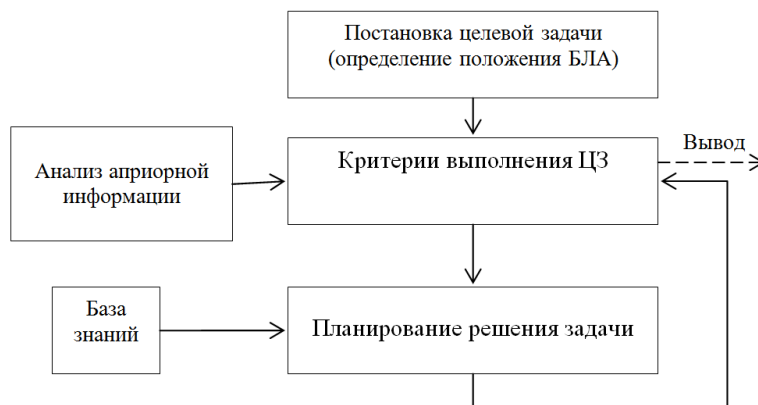 Постановка целевой задачи
(определение положения БЛА)
Вывод
Критерии выполнения ЦЗ
Анализ априорной
информации
База
знаний
Планирование решения задачи